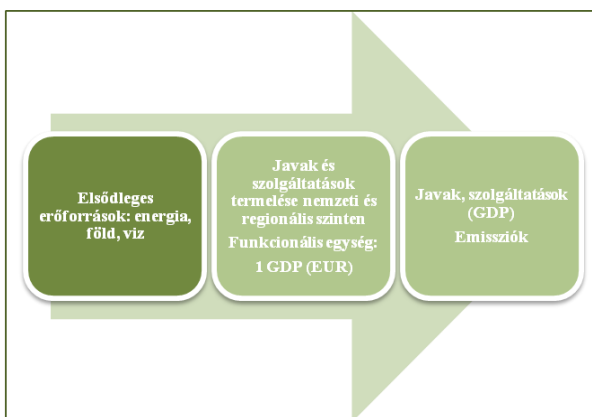 Elsődleges
erőforrások: energia,
föld, viz
Javak és
szolgáltatások
termelése nemzeti és
regionális szinten
Funkcionális egység:
1 GDP (EUR)
Javak, szolgáltatások
(GDP)
Emissziók